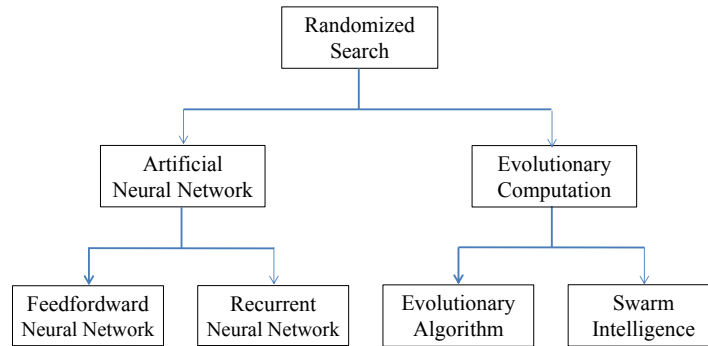 Randomized
Search
Artificial
Neural Network
Evolutionary
Computation
Feedfordward
Neural Network
Recurrent
Neural Network
Evolutionary
Algorithm
Swarm
Intelligence